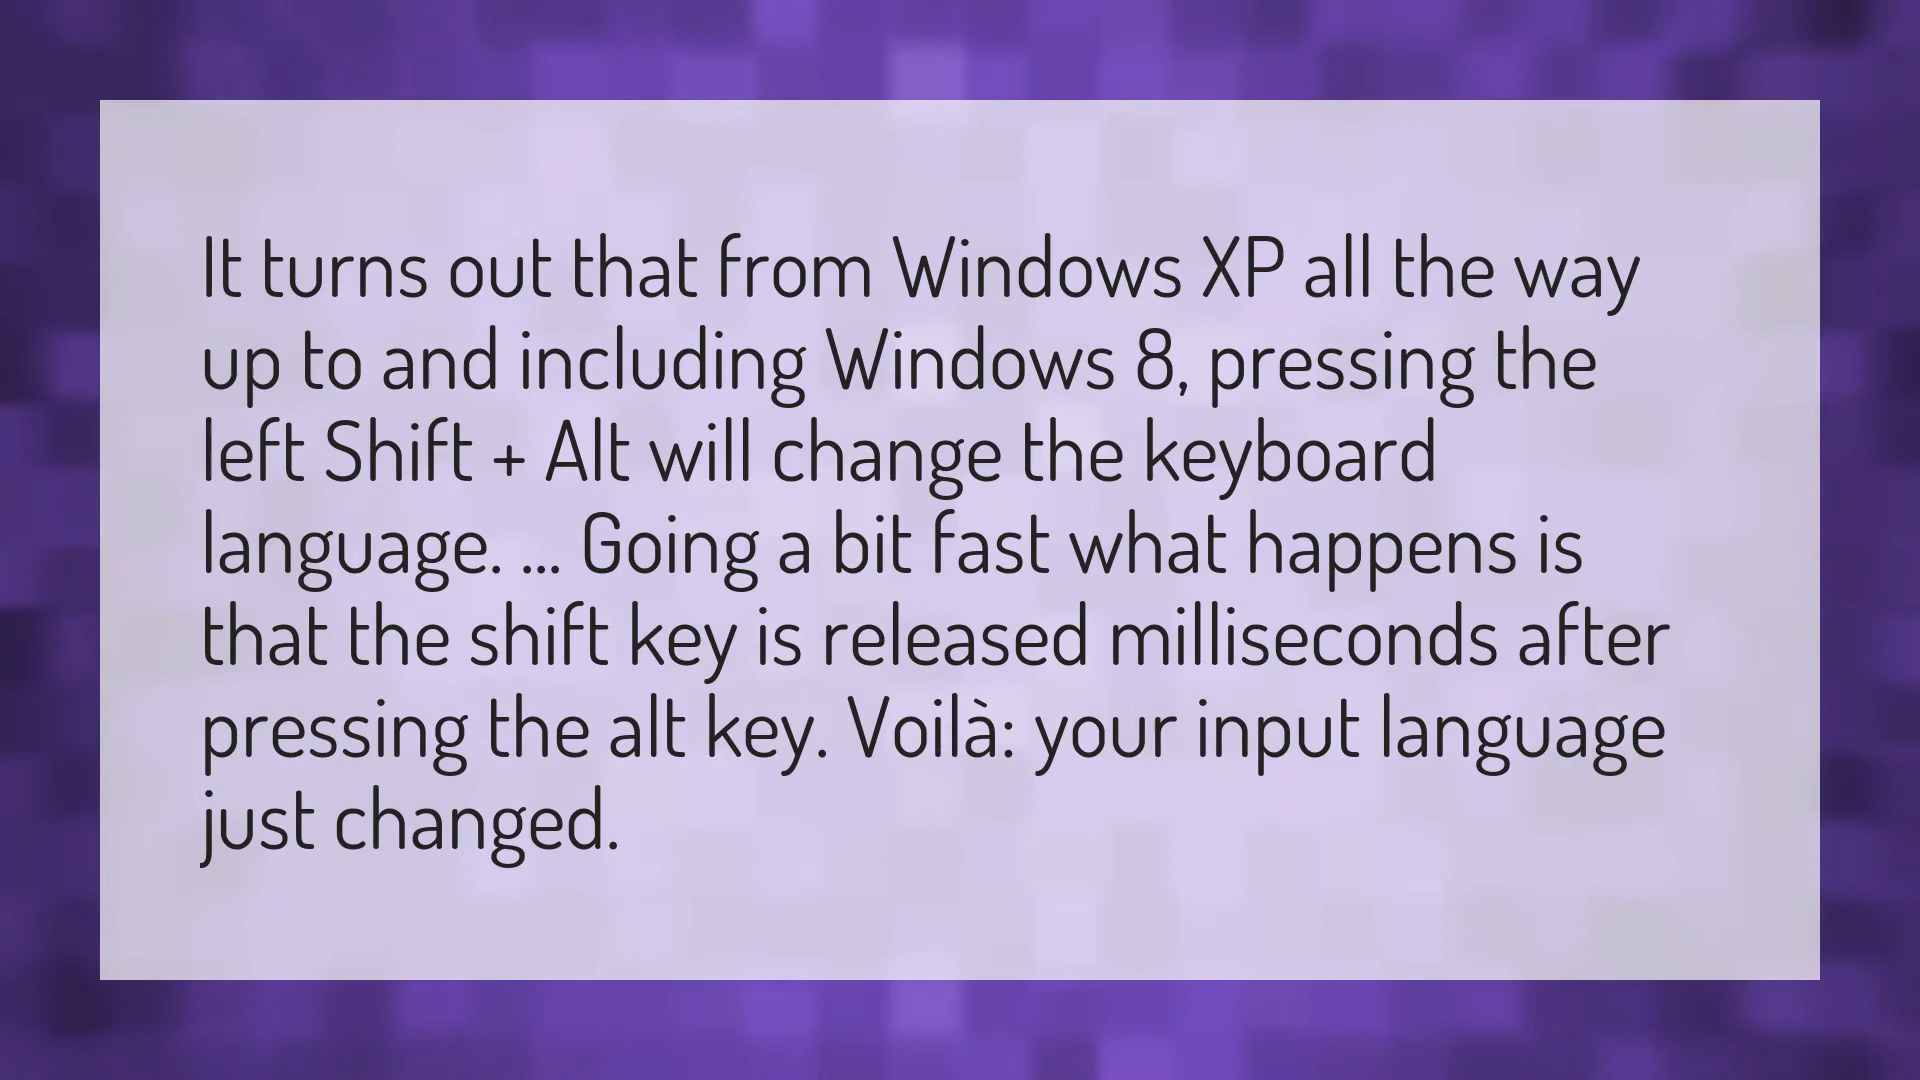 It turns out that from Windows XP all the way
up to and including Windows 8, pressing the
left Shift + Alt will change the keyboard
language. ... Going a bit fast what happens is
that the shift key is released milliseconds after
pressing the alt key. Voilà: your input language
just changed.